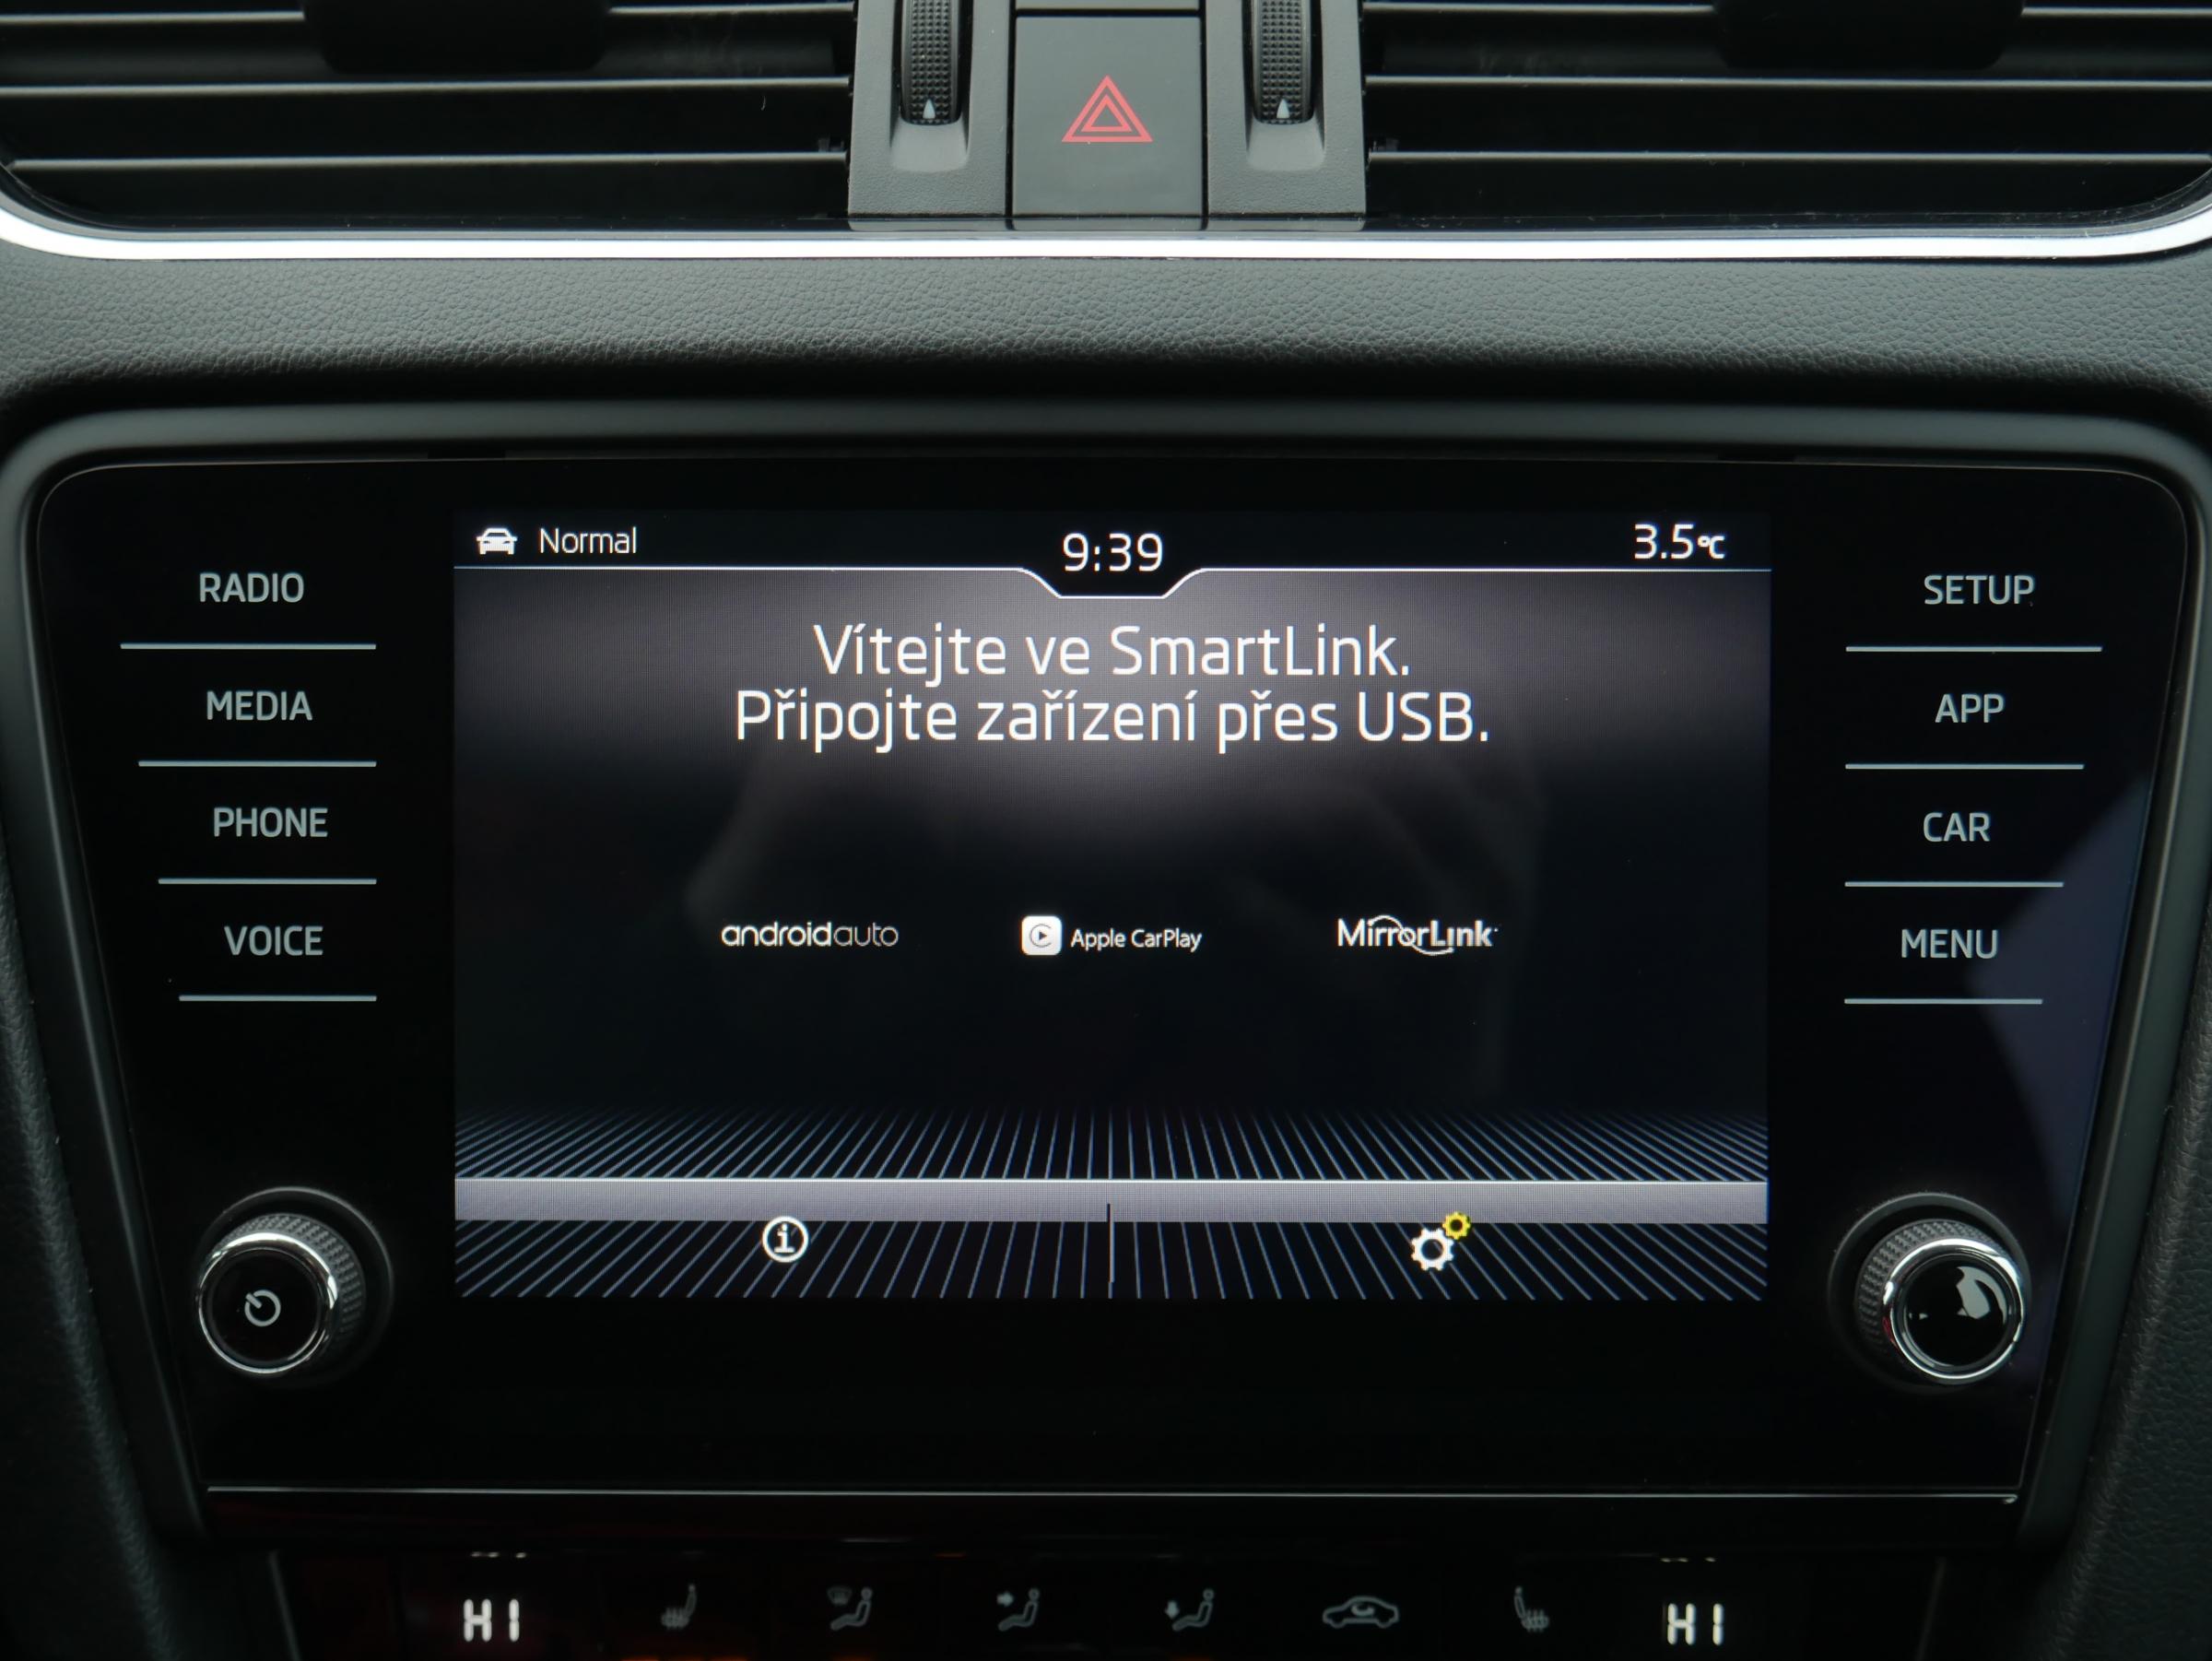 Normal
9:39
3.5°C
RADIO
MEDIA
PHONE
VOICE
Vítejte ve SmartLink.
Připojte zařízení přes USB.
androidauto
Apple CarPlay
MirrorLink
SETUP
APP
CAR
MENU
HI
HI